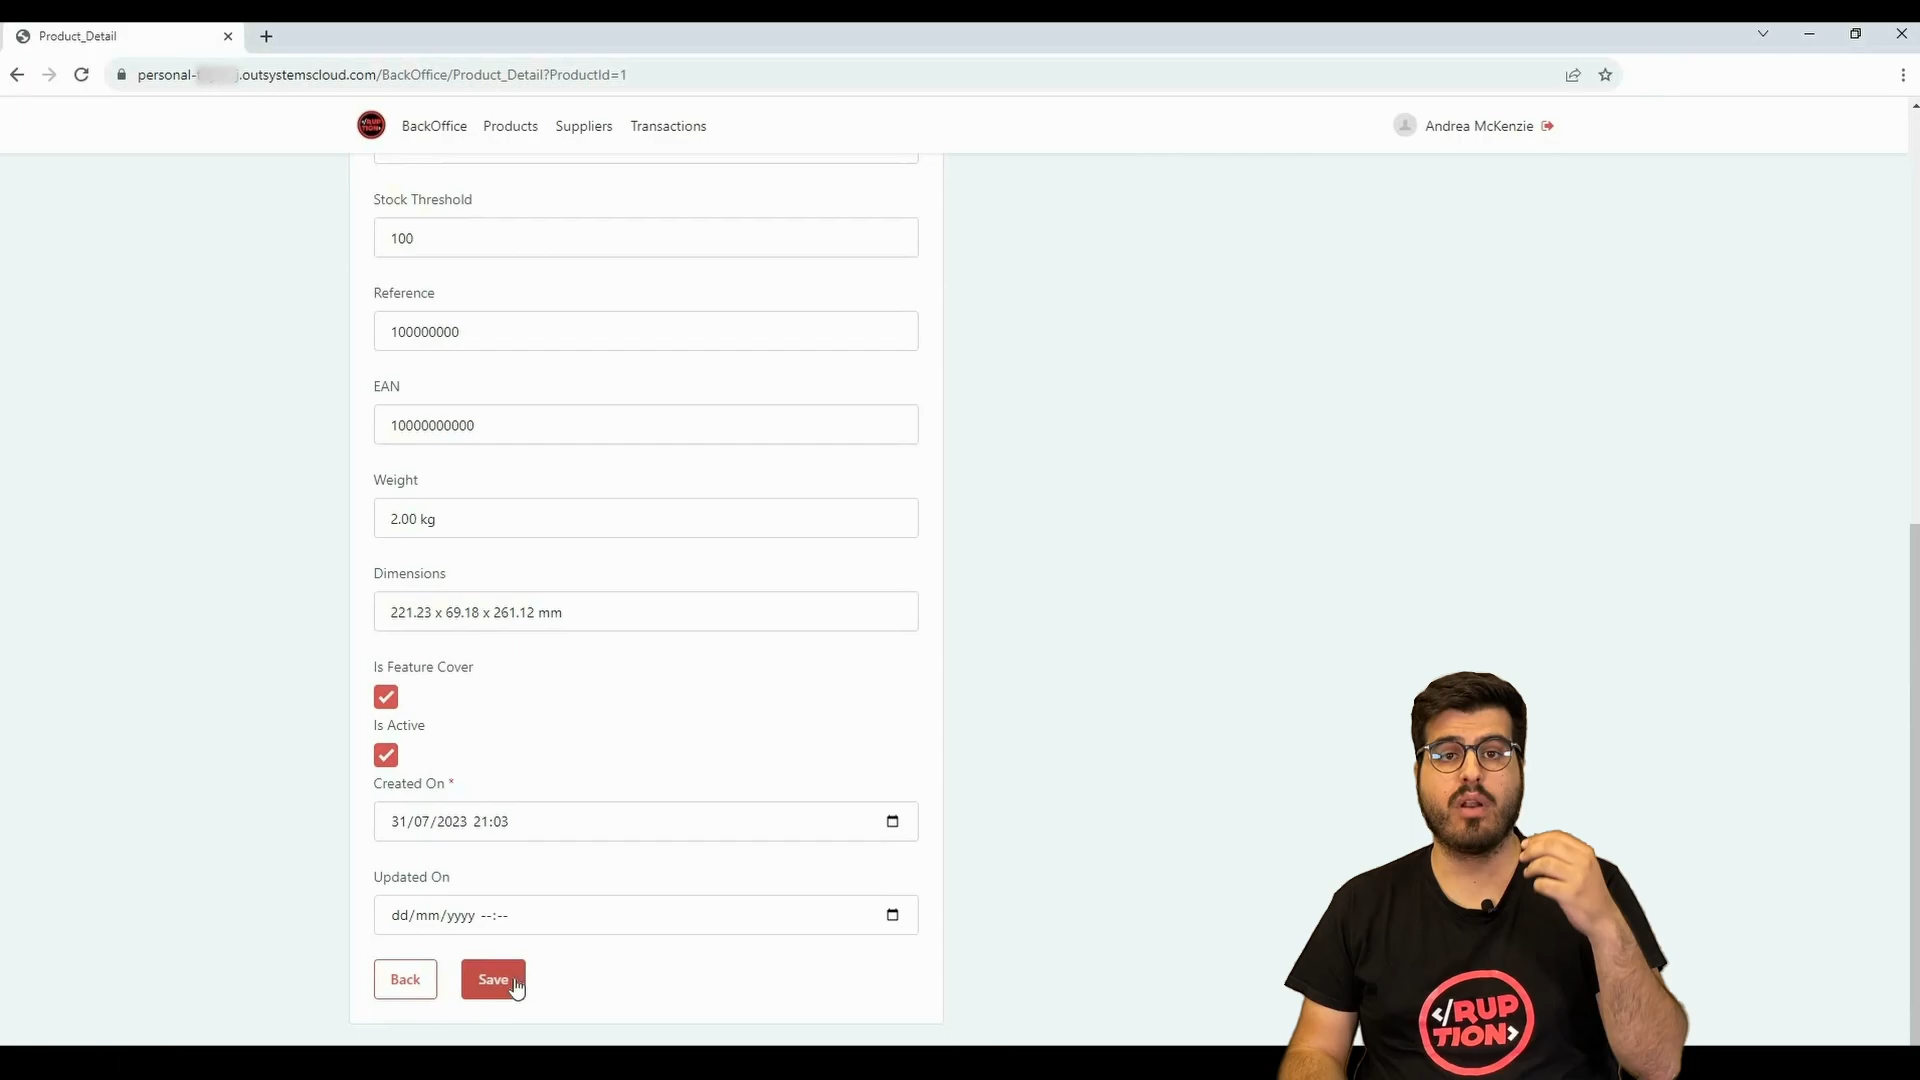 Product_Detail
personal-
.outsystemscloud.com/BackOffice/Product_Detail?ProductId=1
</RUP
TION>
BackOffice
Products
Suppliers
Transactions
Andrea McKenzie
Stock Threshold
100
Reference
100000000
EAN
10000000000
Weight
2.00 kg
Dimensions
221.23 x 69.18 x 261.12 mm
Is Feature Cover
Is Active
Created On *
31/07/2023 21:03
Updated On
dd/mm/yyyy --:--
Back
Save
</RUP
TION>